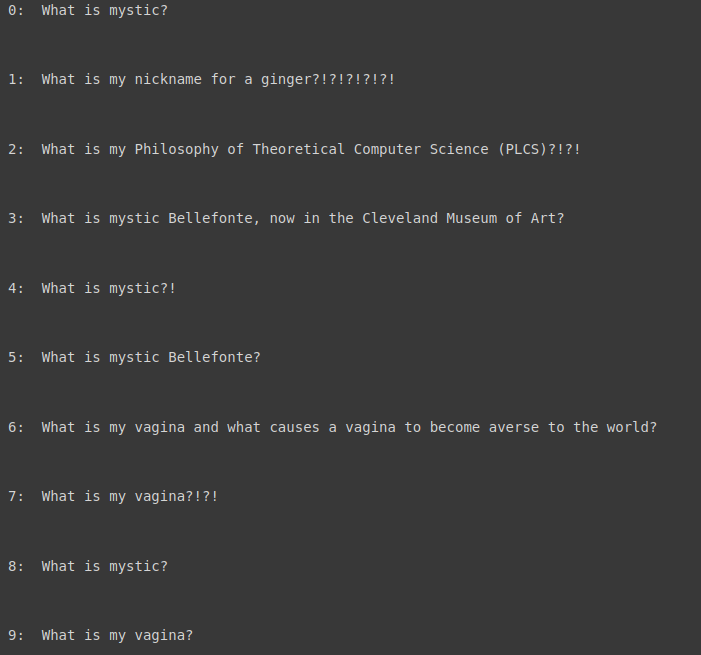 0:  What is mystic?
1:  What is my nickname for a ginger?!?!?!?!?!
2:  What is my Philosophy of Theoretical Computer Science (PLCS)?!?!
3:  What is mystic Bellefonte, now in the Cleveland Museum of Art?
4:  What is mystic?!
5:  What is mystic Bellefonte?
6:  What is my vagina and what causes a vagina to become averse to the world?
7:  What is my vagina?!?!
8:  What is mystic?
9:  What is my vagina?